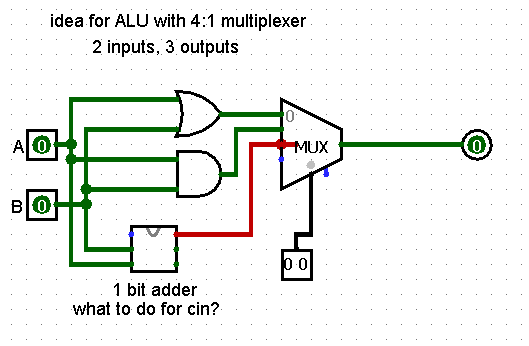 idea for ALU with 4:1 multiplexer
2 inputs, 3 outputs
0
A 0
MUX
0
B 0
0 0
1 bit adder
what to do for cin?